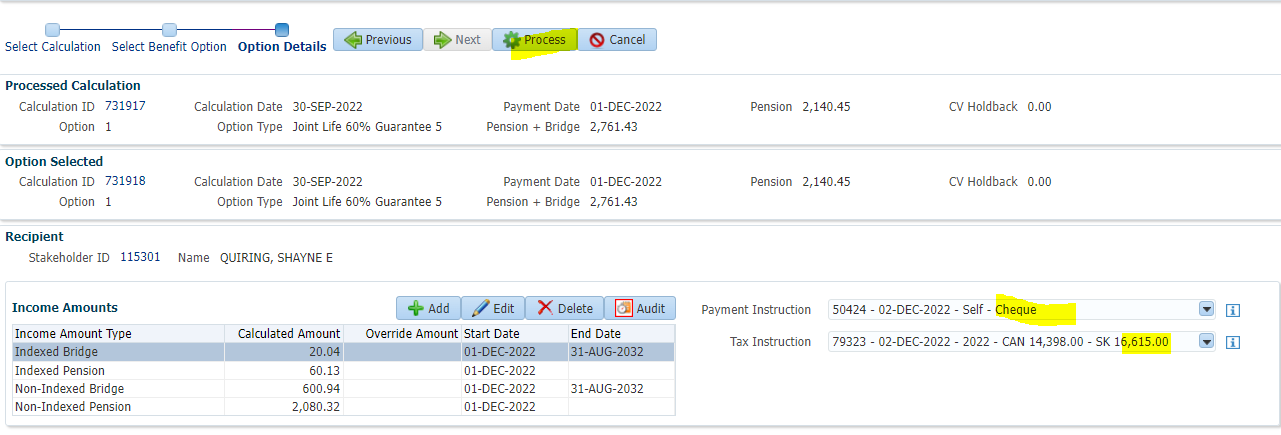 Select Calculation Select Benefit Option Option Details Previous Next Process Cancel
Processed Calculation
Calculation ID 731917 Calculation Date 30-SEP-2022 Payment Date 01-DEC-2022 Pension 2,140.45 CV Holdback 0.00
Option 1 Option Type Joint Life 60% Guarantee 5 Pension + Bridge 2,761.43
Option Selected
Calculation ID 731918 Calculation Date 30-SEP-2022 Payment Date 01-DEC-2022 Pension 2,140.45 CV Holdback 0.00
Option 1 Option Type Joint Life 60% Guarantee 5 Pension + Bridge 2,761.43
Recipient
Stakeholder ID 115301 Name QUIRING, SHAYNE E
Income Amounts Add Edit Delete Audit
Income Amount Type Calculated Amount Override Amount Start Date End Date
Indexed Bridge 20.04 01-DEC-2022 31-AUG-2032
Indexed Pension 60.13 01-DEC-2022
Non-Indexed Bridge 600.94 01-DEC-2022 31-AUG-2032
Non-Indexed Pension 2,080.32 01-DEC-2022
Payment Instruction 50424 - 02-DEC-2022 - Self - Cheque
Tax Instruction 79323 - 02-DEC-2022 - 2022 - CAN 14,398.00 - SK 16,615.00